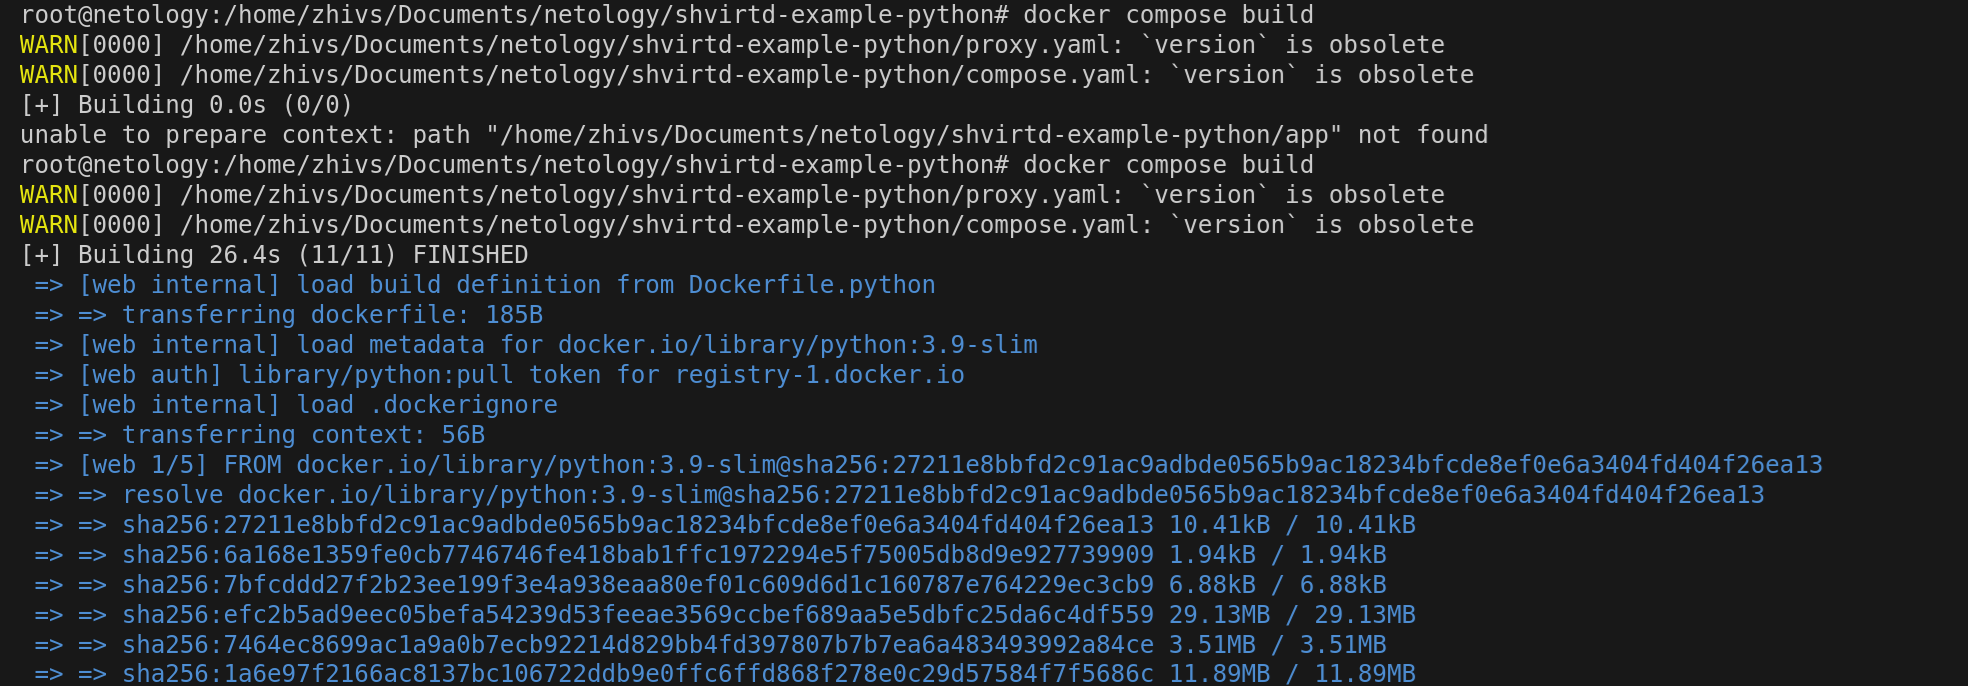 root@netology:/home/zhivs/Documents/netology/shvirtd-example-python# docker compose build
WARN[0000] /home/zhivs/Documents/netology/shvirtd-example-python/proxy.yaml: `version` is obsolete
WARN[0000] /home/zhivs/Documents/netology/shvirtd-example-python/compose.yaml: `version` is obsolete
[+] Building 0.0s (0/0)
unable to prepare context: path "/home/zhivs/Documents/netology/shvirtd-example-python/app" not found
root@netology:/home/zhivs/Documents/netology/shvirtd-example-python# docker compose build
WARN[0000] /home/zhivs/Documents/netology/shvirtd-example-python/proxy.yaml: `version` is obsolete
WARN[0000] /home/zhivs/Documents/netology/shvirtd-example-python/compose.yaml: `version` is obsolete
[+] Building 26.4s (11/11) FINISHED
=> [web internal] load build definition from Dockerfile.python
=> => transferring dockerfile: 185B
=> [web internal] load metadata for docker.io/library/python:3.9-slim
=> [web auth] library/python:pull token for registry-1.docker.io
=> [web internal] load .dockerignore
=> => transferring context: 56B
=> [web 1/5] FROM docker.io/library/python:3.9-slim@sha256:27211e8bbfd2c91ac9adbde0565b9ac18234bfcde8ef0e6a3404fd404f26ea13
=> => resolve docker.io/library/python:3.9-slim@sha256:27211e8bbfd2c91ac9adbde0565b9ac18234bfcde8ef0e6a3404fd404f26ea13
=> => sha256:27211e8bbfd2c91ac9adbde0565b9ac18234bfcde8ef0e6a3404fd404f26ea13 10.41kB / 10.41kB
=> => sha256:6a168e1359fe0cb7746746fe418bab1ffc1972294e5f75005db8d9e927739909 1.94kB / 1.94kB
=> => sha256:7bfcddd27f2b23ee199f3e4a938eaa80ef01c609d6d1c160787e764229ec3cb9 6.88kB / 6.88kB
=> => sha256:efc2b5ad9eec05befa54239d53feeae3569ccbef689aa5e5dbfc25da6c4df559 29.13MB / 29.13MB
=> => sha256:7464ec8699ac1a9a0b7ecb92214d829bb4fd397807b7b7ea6a483493992a84ce 3.51MB / 3.51MB
=> => sha256:1a6e97f2166ac8137bc106722ddb9e0ffc6ffd868f278e0c29d57584f7f5686c 11.89MB / 11.89MB